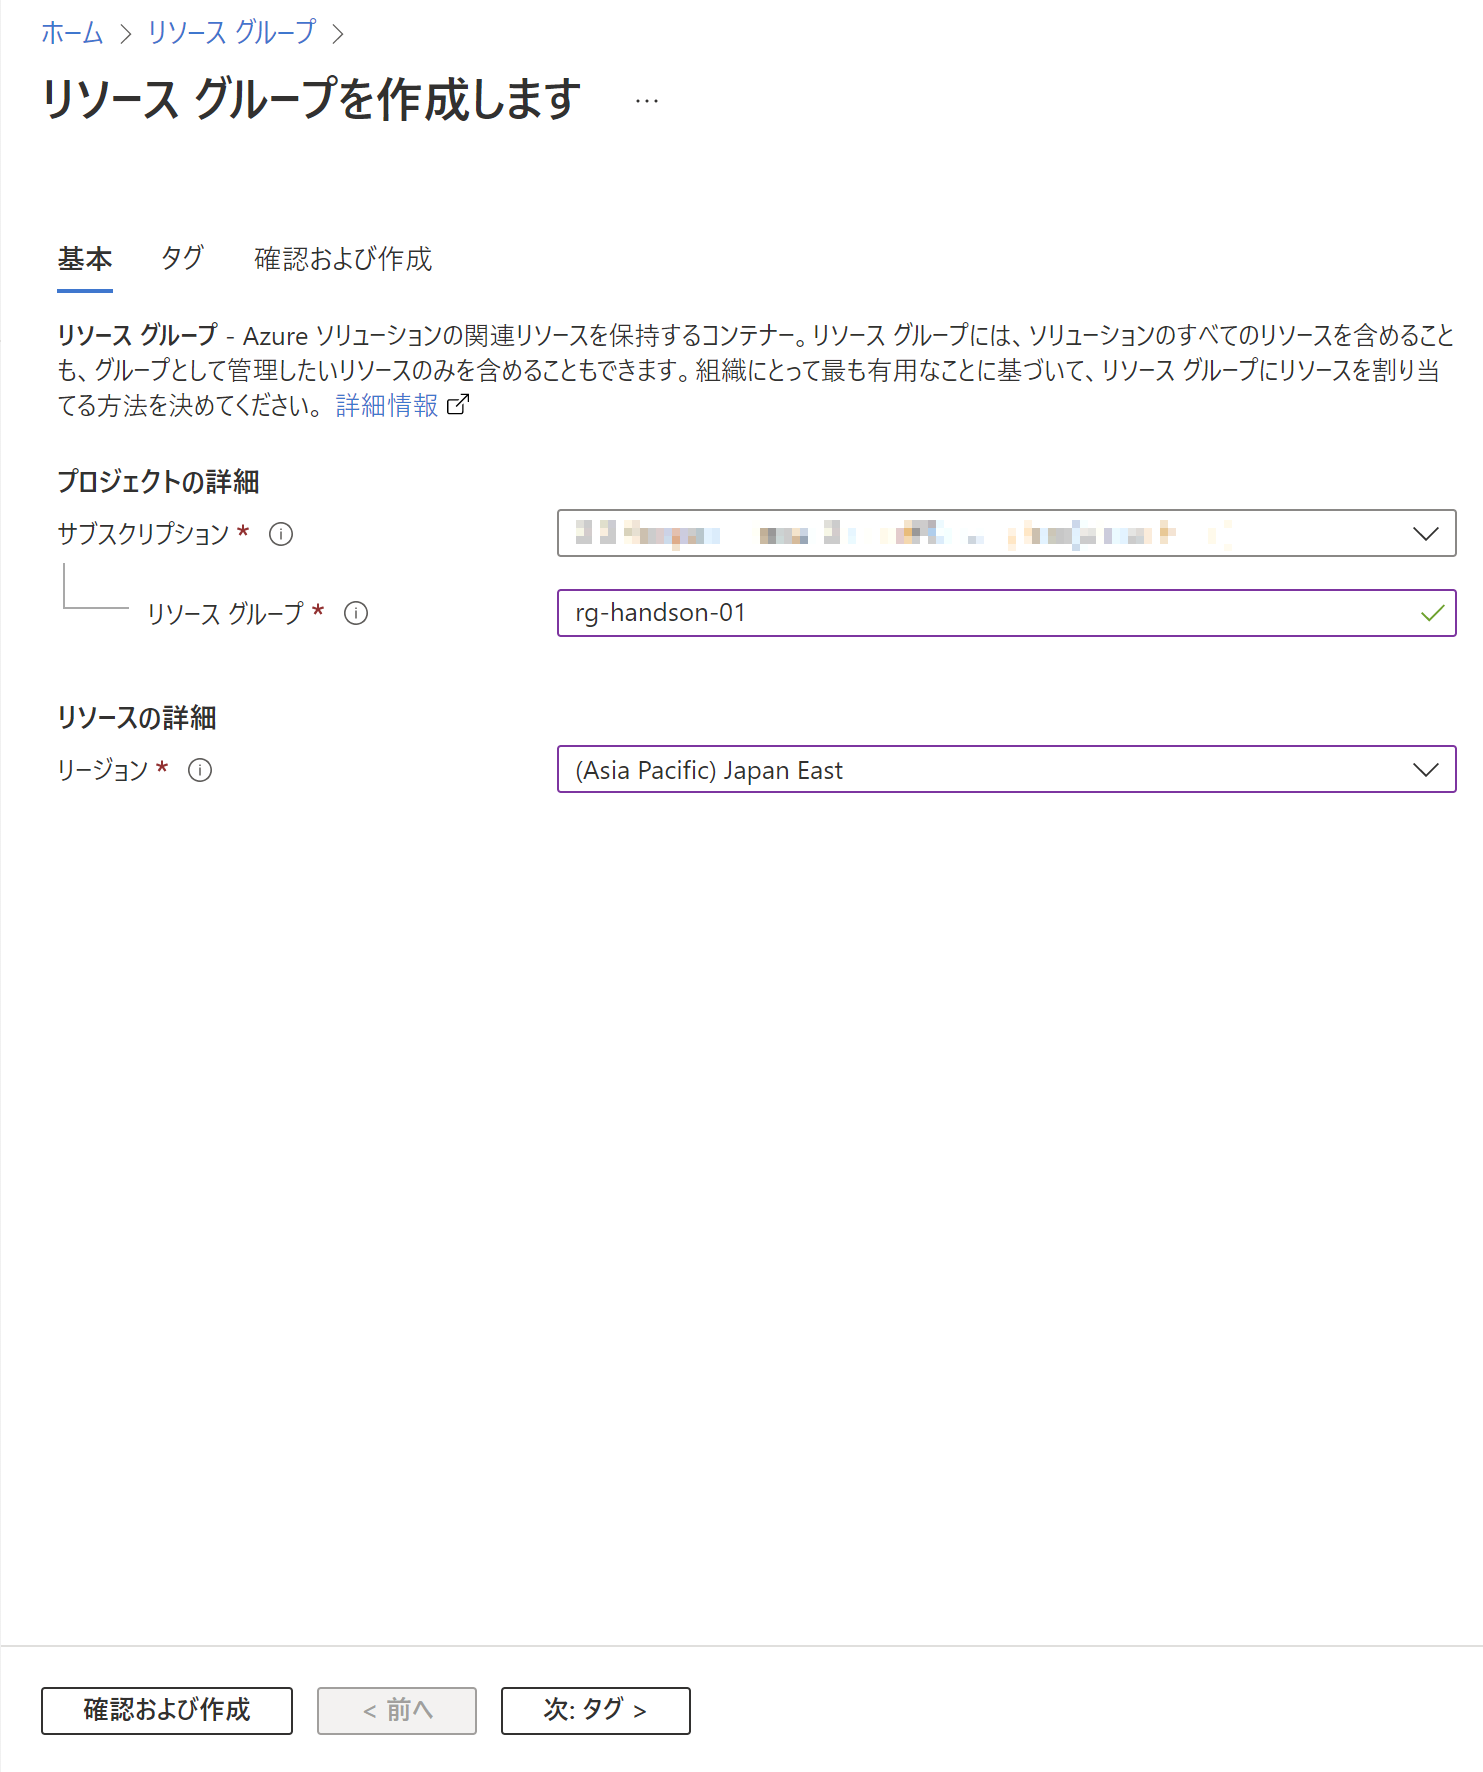 ホーム > リソース グループ >
リソース グループを作成します …
基本 タグ 確認および作成
リソース グループ - Azure ソリューションの関連リソースを保持するコンテナー。リソース グループには、ソリューションのすべてのリソースを含めること
も、グループとして管理したいリソースのみを含めることもできます。組織にとって最も有用なことに基づいて、リソース グループにリソースを割り当
てる方法を決めてください。 詳細情報
プロジェクトの詳細
サブスクリプション *
リソース グループ * rg-handson-01
リソースの詳細
リージョン * (Asia Pacific) Japan East
確認および作成 < 前へ 次: タグ >